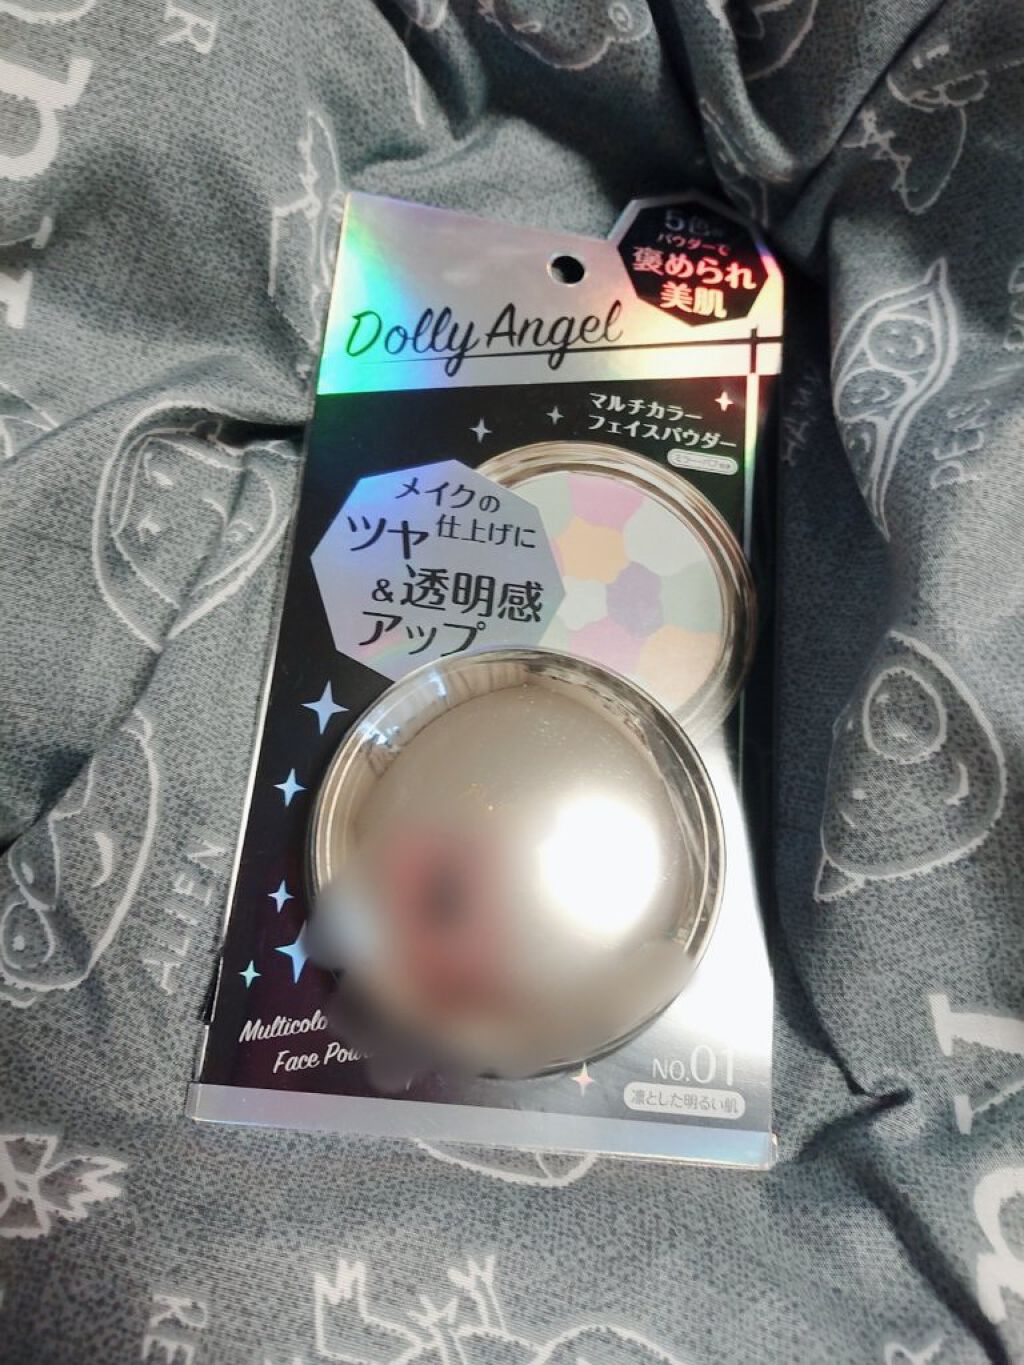 5色の
パウダーで
褒められ
美肌
Dolly Angel
マルチカラー
フェイスパウダー
メイクの
ツヤ仕上げに
&透明感
アップ
Multicolo
Face Pow
NO.01
凛とした明るい肌
ALIEN